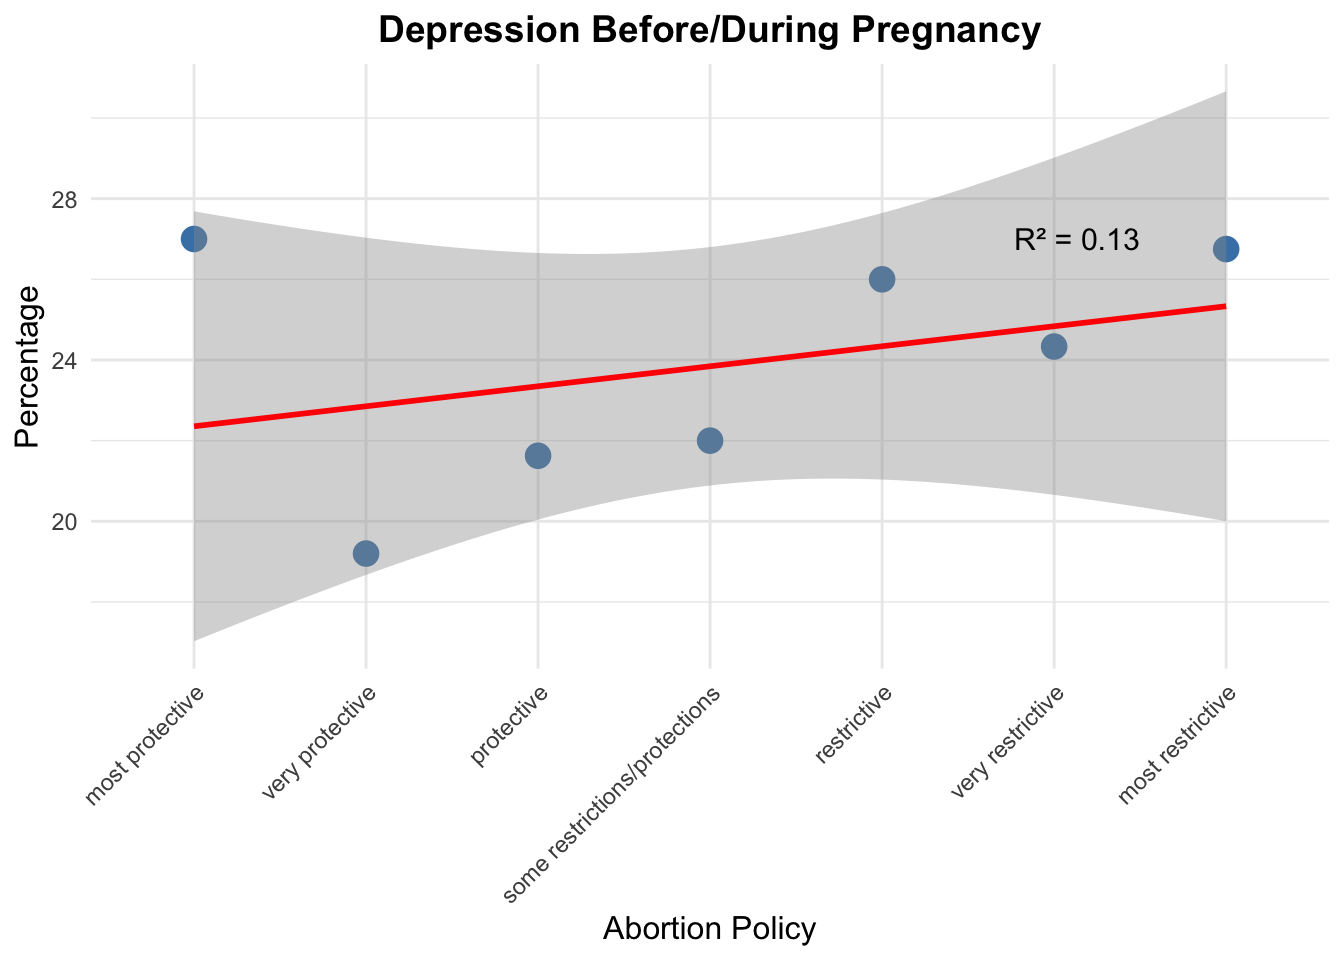 Depression Before/During Pregnancy
Percentage
28
24
20
R² = 0.13
most protective
very protective
protective
some restrictions/protections
restrictive
very restrictive
most restrictive
Abortion Policy